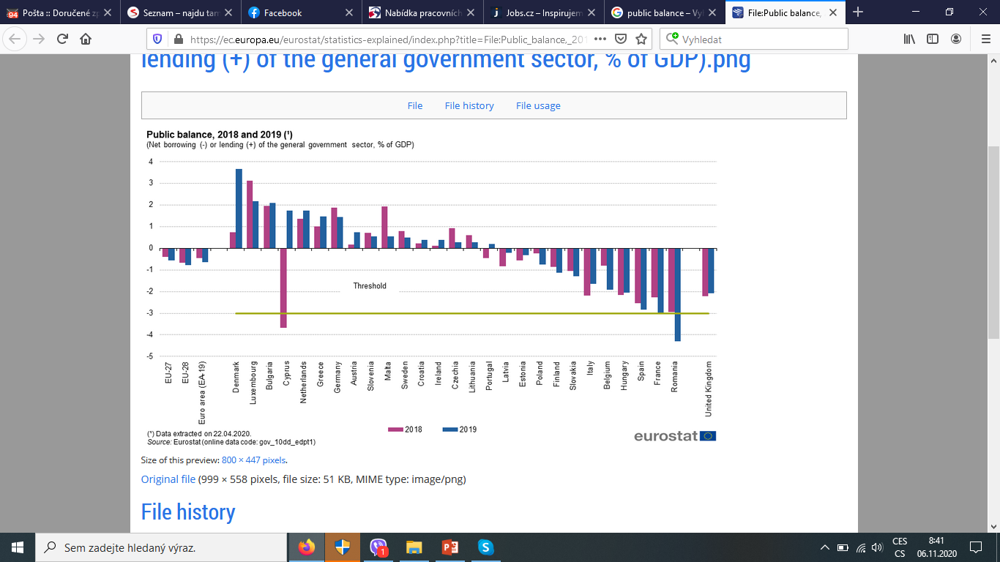 94 Pošta :: Doručené zp
Seznam – najdu tam
Facebook
Nabídka pracovních
Jobs.cz – Inspirujem
public balance – Vyl
File:Public balance,
https://ec.europa.eu/eurostat/statistics-explained/index.php?title=File:Public_balance,_201
Vyhledat
lending (+) of the general government sector, % of GDP).png
File File history File usage
Public balance, 2018 and 2019 (¹)
(Net borrowing (-) or lending (+) of the general government sector, % of GDP)
4
3
2
1
0
-1
-2
-3
-4
-5
Threshold
EU-27
EU-28
Euro area (EA-19)
Denmark
Luxembourg
Bulgaria
Cyprus
Netherlands
Greece
Germany
Austria
Slovenia
Malta
Sweden
Croatia
Ireland
Czechia
Lithuania
Portugal
Latvia
Estonia
Poland
Finland
Slovakia
Italy
Belgium
Hungary
Spain
France
Romania
United Kingdom
2018 2019
(¹) Data extracted on 22.04.2020.
Source: Eurostat (online data code: gov_10dd_edpt1)
eurostat
Size of this preview: 800 × 447 pixels.
Original file (999 × 558 pixels, file size: 51 KB, MIME type: image/png)
File history
Sem zadejte hledaný výraz.
1
CES
CS
8:41
06.11.2020